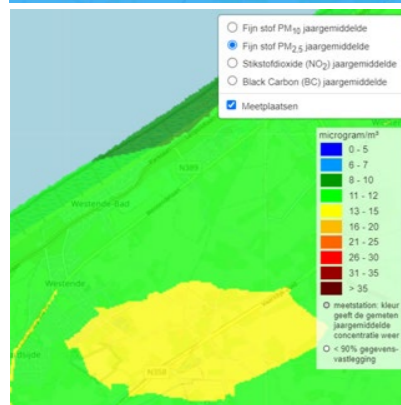 Fijn stof PM10 jaargemiddelde
Fijn stof PM2,5 jaargemiddelde
Stikstofdioxide (NO2) jaargemiddelde
Black Carbon (BC) jaargemiddelde
Meetplaatsen
microgram/m³
0 - 5
6 - 7
8 - 10
11 - 12
13 - 15
16 - 20
21 - 25
26 - 30
31 - 35
> 35
meetstation: kleur
geeft de gemeten
jaargemiddelde
concentratie weer
< 90% gegevens-
vastlegging
N389
Westende-Bad
Westende
N358